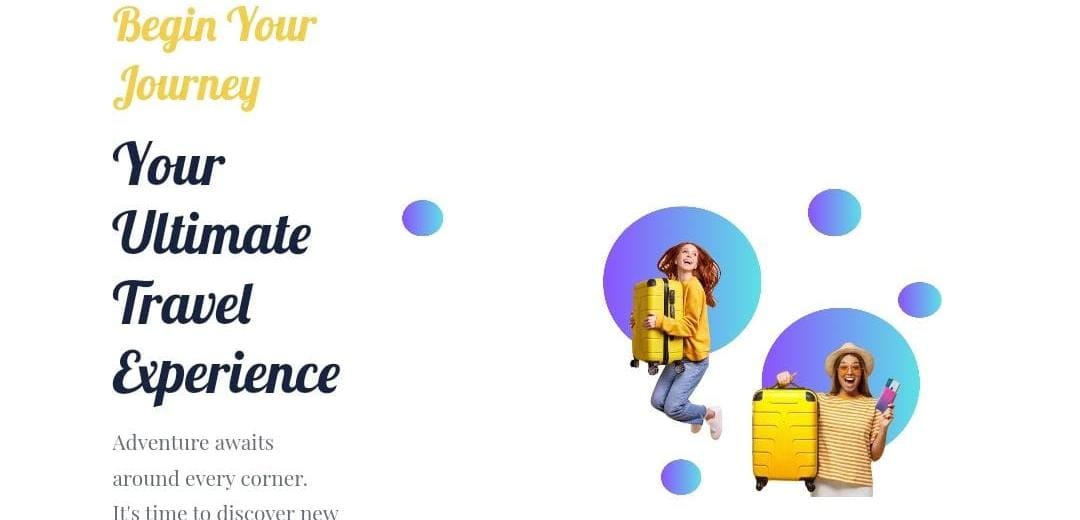 Begin Your
Journey
Your
Ultimate
Travel
Experience
Adventure awaits
around every corner.
It's time to discover new